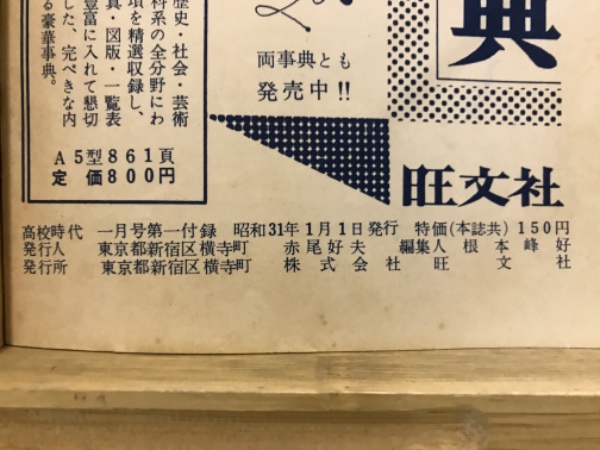 典
両事典とも
発売中!!
歴史・社会・芸術
科系の全分野にわ
項を精選収録し、
真・図版・一覧表
豊富に入れて懇切
した、完ぺきな内
る豪華事典。
A5型861頁
定 価800円
旺文社
高校時代 一月号第一付録 昭和31年1月1日発行 特価(本誌共)150円
発行人 東京都新宿区横寺町 赤尾好夫 編集人 根本峰好
発行所 東京都新宿区横寺町 株式会社旺文社